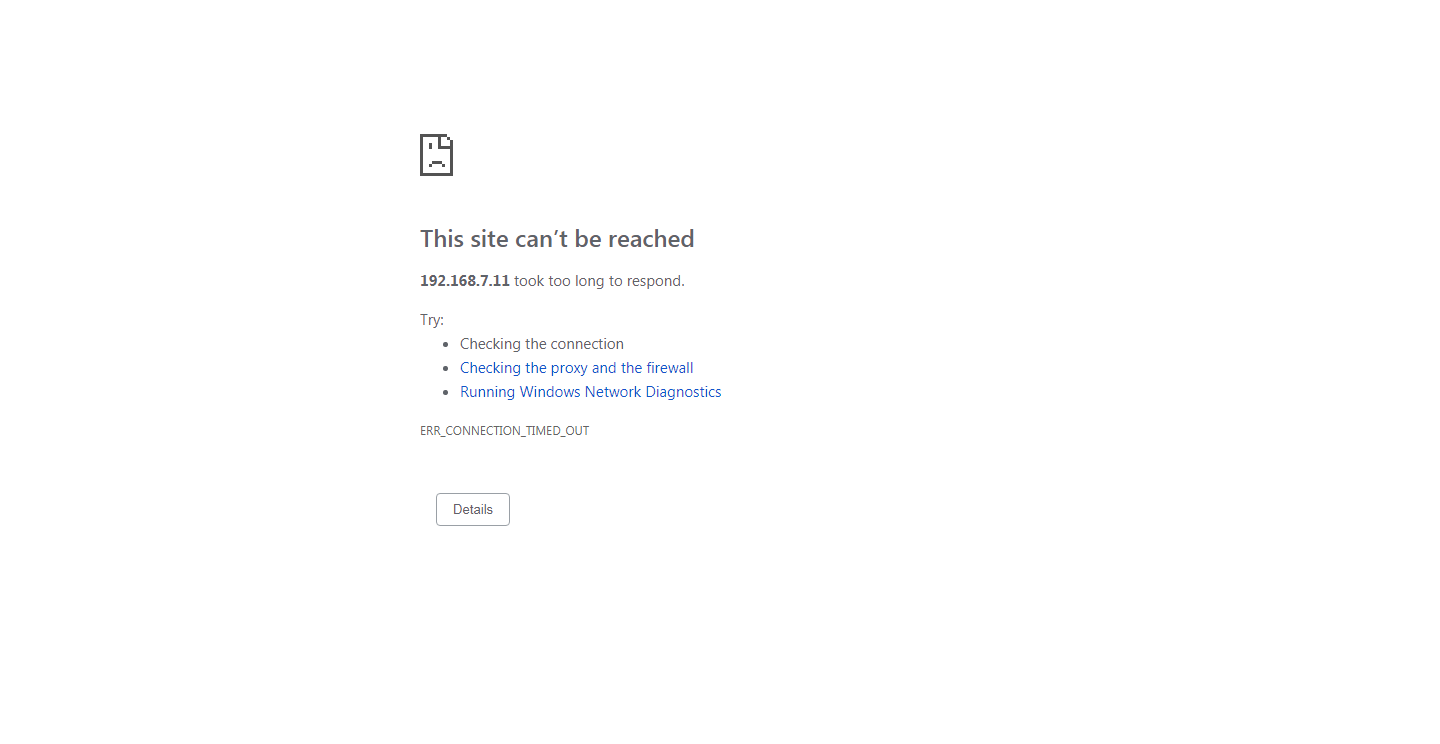 This site can’t be reached
192.168.7.11 took too long to respond.
Try:
Checking the connection
Checking the proxy and the firewall
Running Windows Network Diagnostics
ERR_CONNECTION_TIMED_OUT
Details